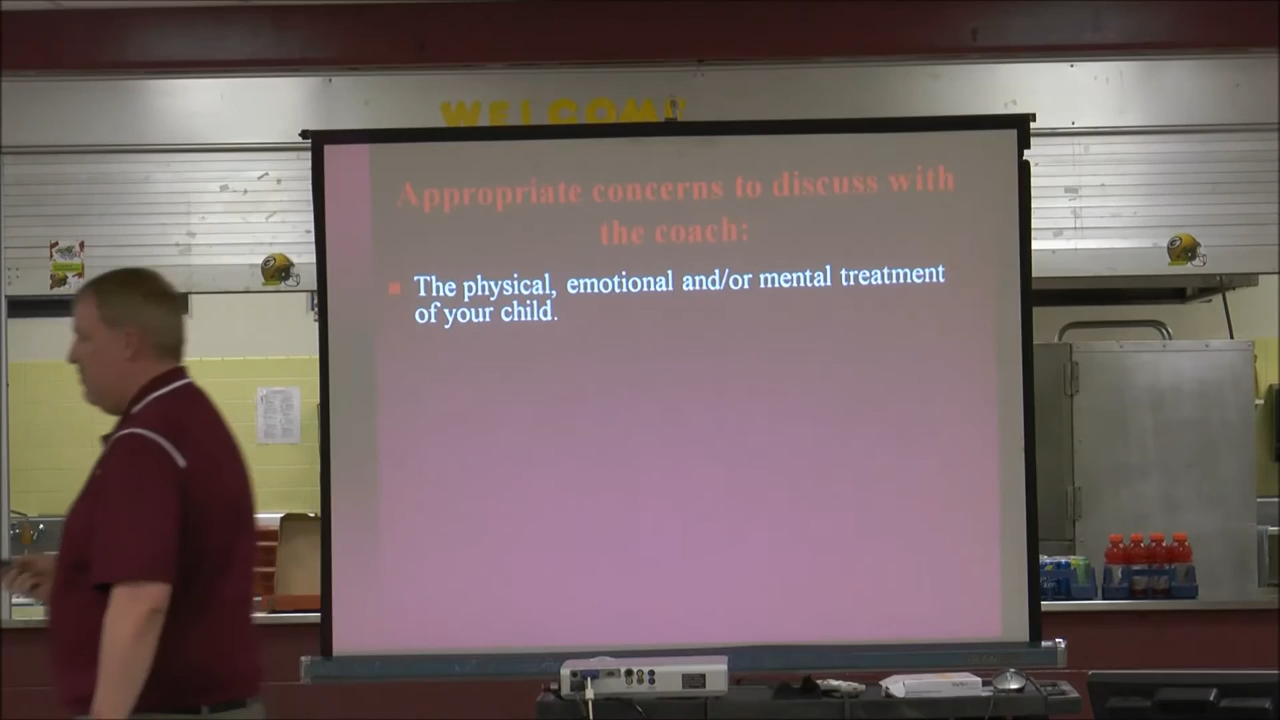 WELCOME
Appropriate concerns to discuss with
the coach:
The physical, emotional and/or mental treatment
of your child.